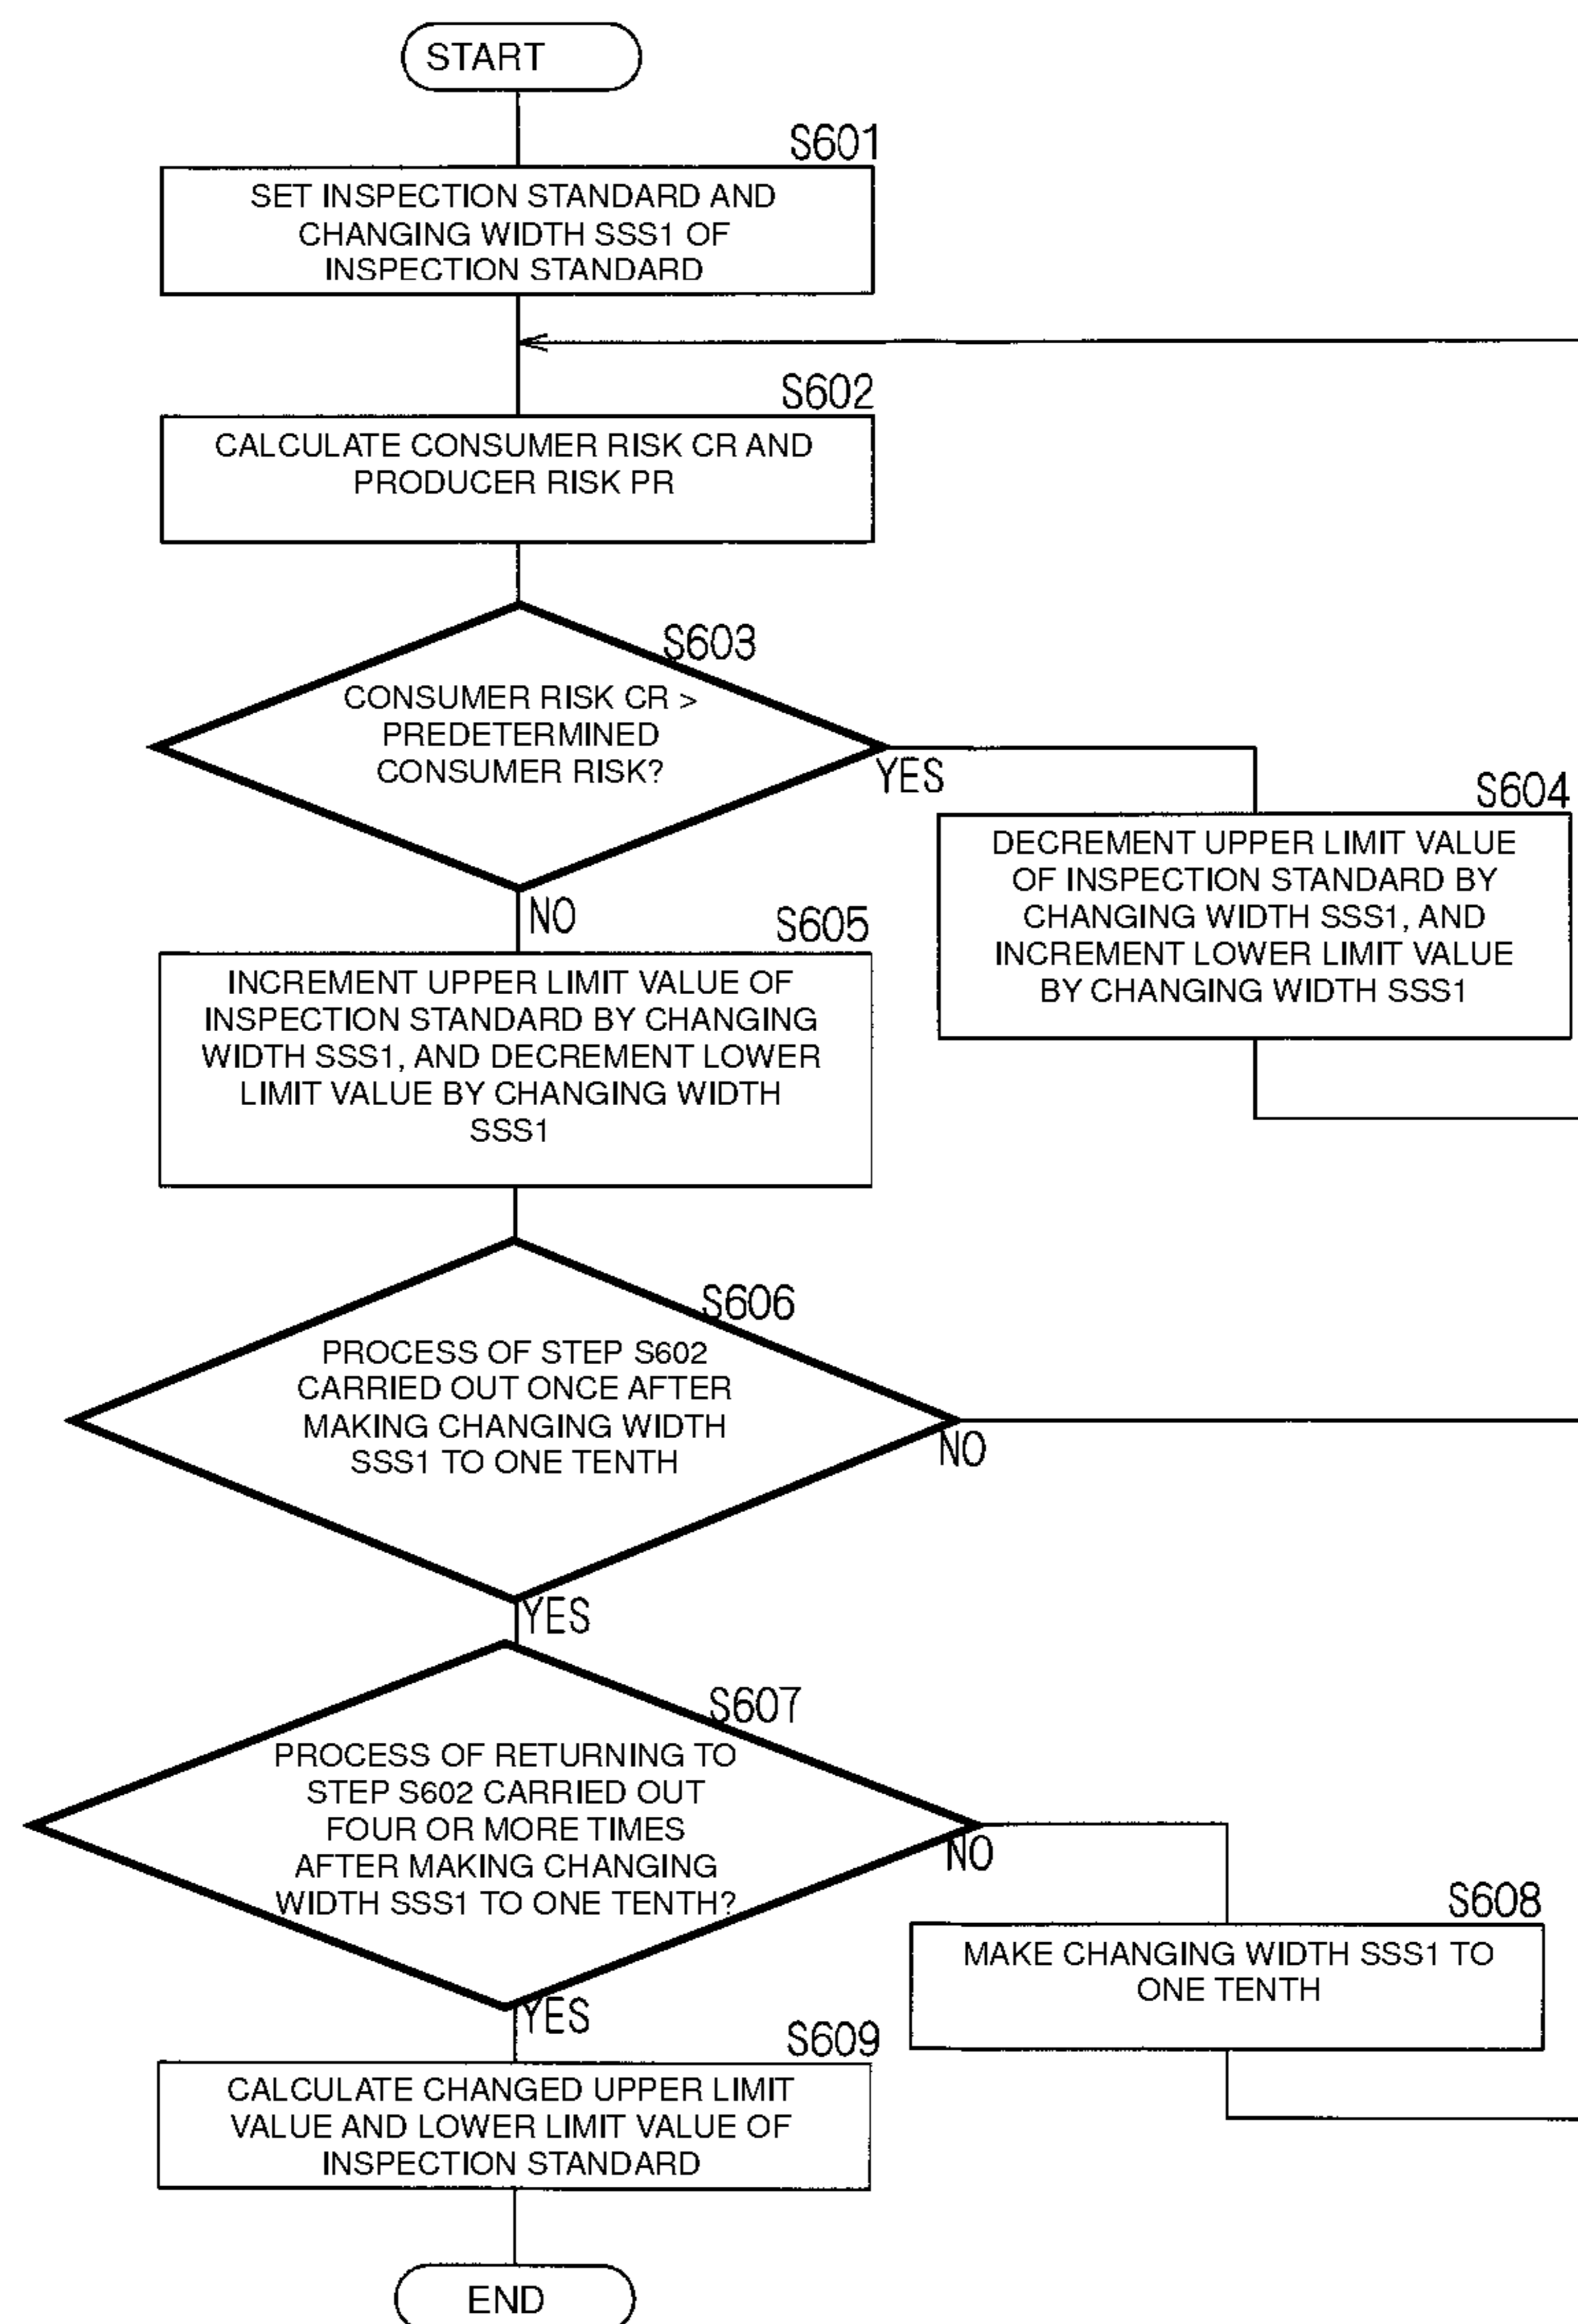 START
S601
SET INSPECTION STANDARD AND
CHANGING WIDTH SSS1 OF
INSPECTION STANDARD
S602
CALCULATE CONSUMER RISK CR AND
PRODUCER RISK PR
S603
CONSUMER RISK CR >
PREDETERMINED
CONSUMER RISK?
YES
S604
DECREMENT UPPER LIMIT VALUE
OF INSPECTION STANDARD BY
CHANGING WIDTH SSS1, AND
INCREMENT LOWER LIMIT VALUE
BY CHANGING WIDTH SSS1
NO
S605
INCREMENT UPPER LIMIT VALUE OF
INSPECTION STANDARD BY CHANGING
WIDTH SSS1, AND DECREMENT LOWER
LIMIT VALUE BY CHANGING WIDTH
SSS1
S606
PROCESS OF STEP S602
CARRIED OUT ONCE AFTER
MAKING CHANGING WIDTH
SSS1 TO ONE TENTH
NO
YES
S607
PROCESS OF RETURNING TO
STEP S602 CARRIED OUT
FOUR OR MORE TIMES
AFTER MAKING CHANGING
WIDTH SSS1 TO ONE TENTH?
NO
S608
MAKE CHANGING WIDTH SSS1 TO
ONE TENTH
YES
S609
CALCULATE CHANGED UPPER LIMIT
VALUE AND LOWER LIMIT VALUE OF
INSPECTION STANDARD
END